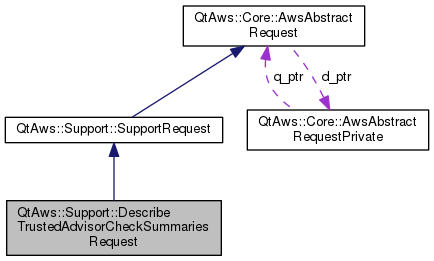 QtAws::Core::AwsAbstract
Request
q_ptr
d_ptr
QtAws::Support::SupportRequest
QtAws::Core::AwsAbstract
RequestPrivate
QtAws::Support::Describe
TrustedAdvisorCheckSummaries
Request